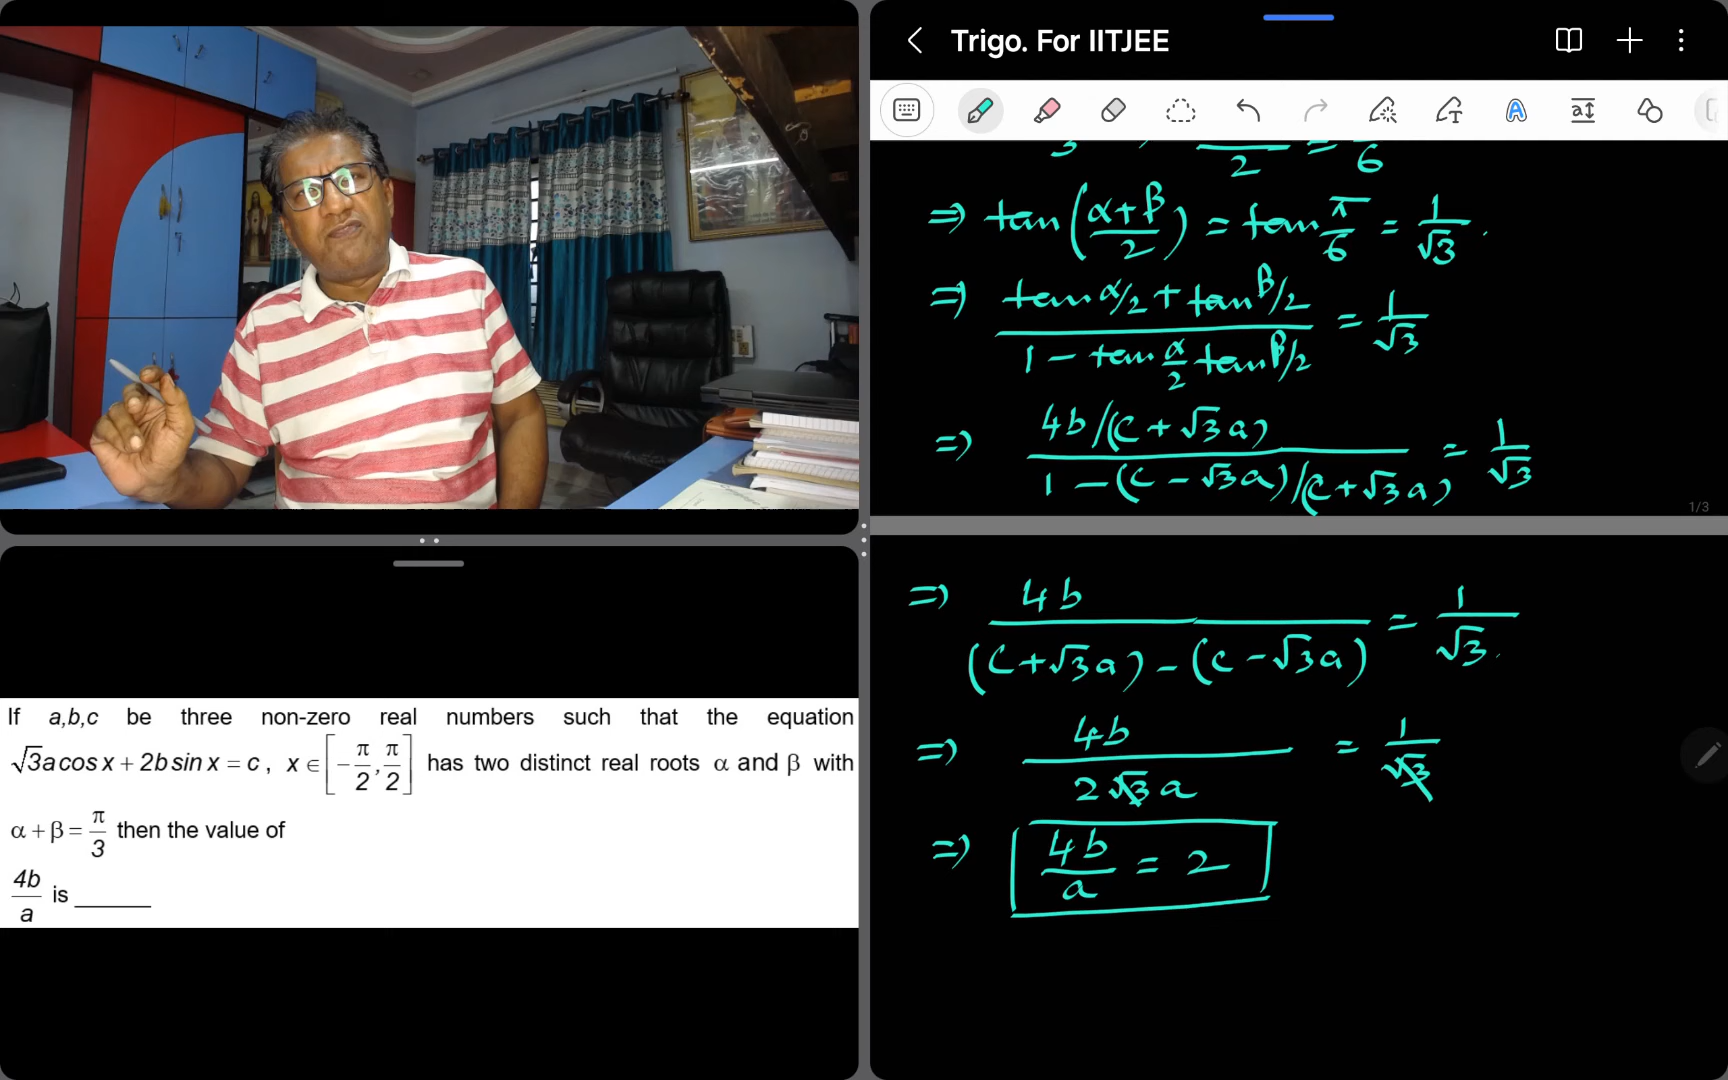 Trigo. For IITJEE
3 2 = 6
⇒ tan(α+β/2) = tan π/6 = 1/√3 .
⇒ tan α/2 + tan β/2 / 1 − tan α/2 tan β/2 = 1/√3
⇒ 4b/(c + √3a) / 1 − (c − √3a)/(c + √3a) = 1/√3
1/3
⇒ 4b / (c+√3a) − (c−√3a) = 1/√3.
⇒ 4b / 2√3a = 1/√3
⇒ 4b/a = 2
If a,b,c be three non-zero real numbers such that the equation
√3a cos x + 2b sin x = c, x ∈ [−π/2, π/2] has two distinct real roots α and β with
α + β = π/3 then the value of
4b/a is ______